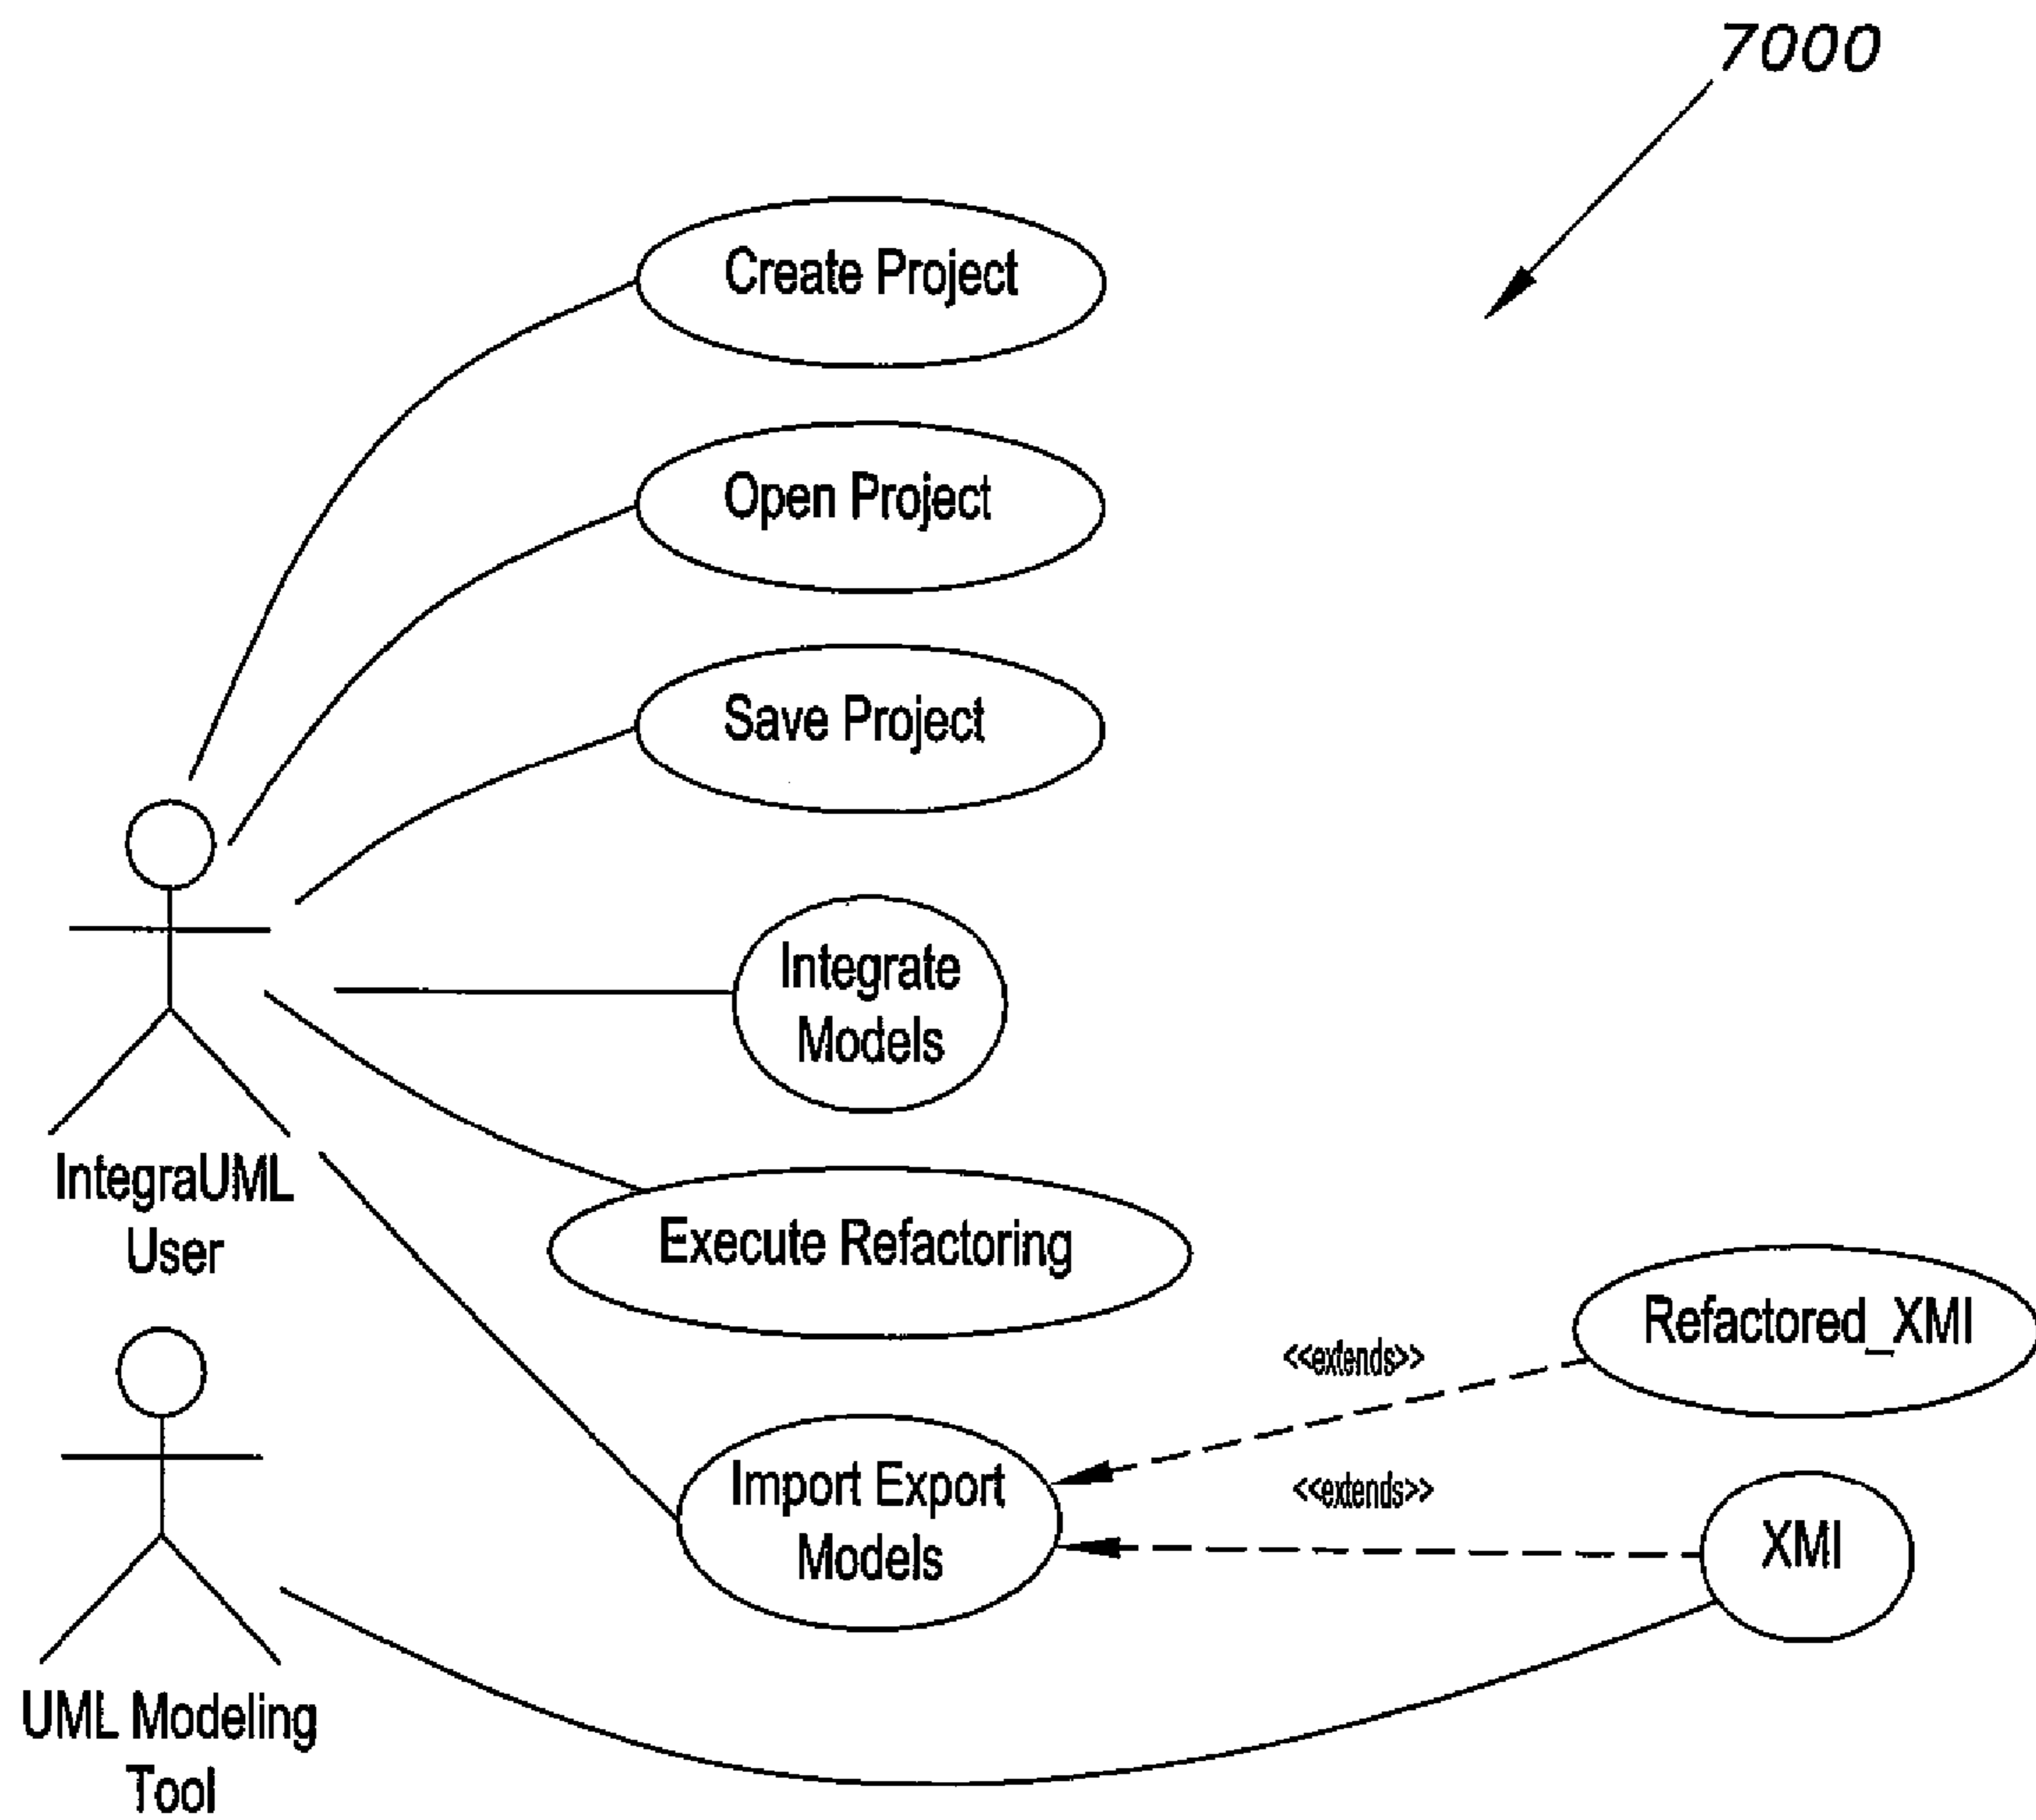 7000
Create Project
Open Project
Save Project
Integrate
Models
IntegraUML
User
Execute Refactoring
Refactored_XMI
<<extends>>
Import Export
Models
<<extends>>
XMI
UML Modeling
Tool